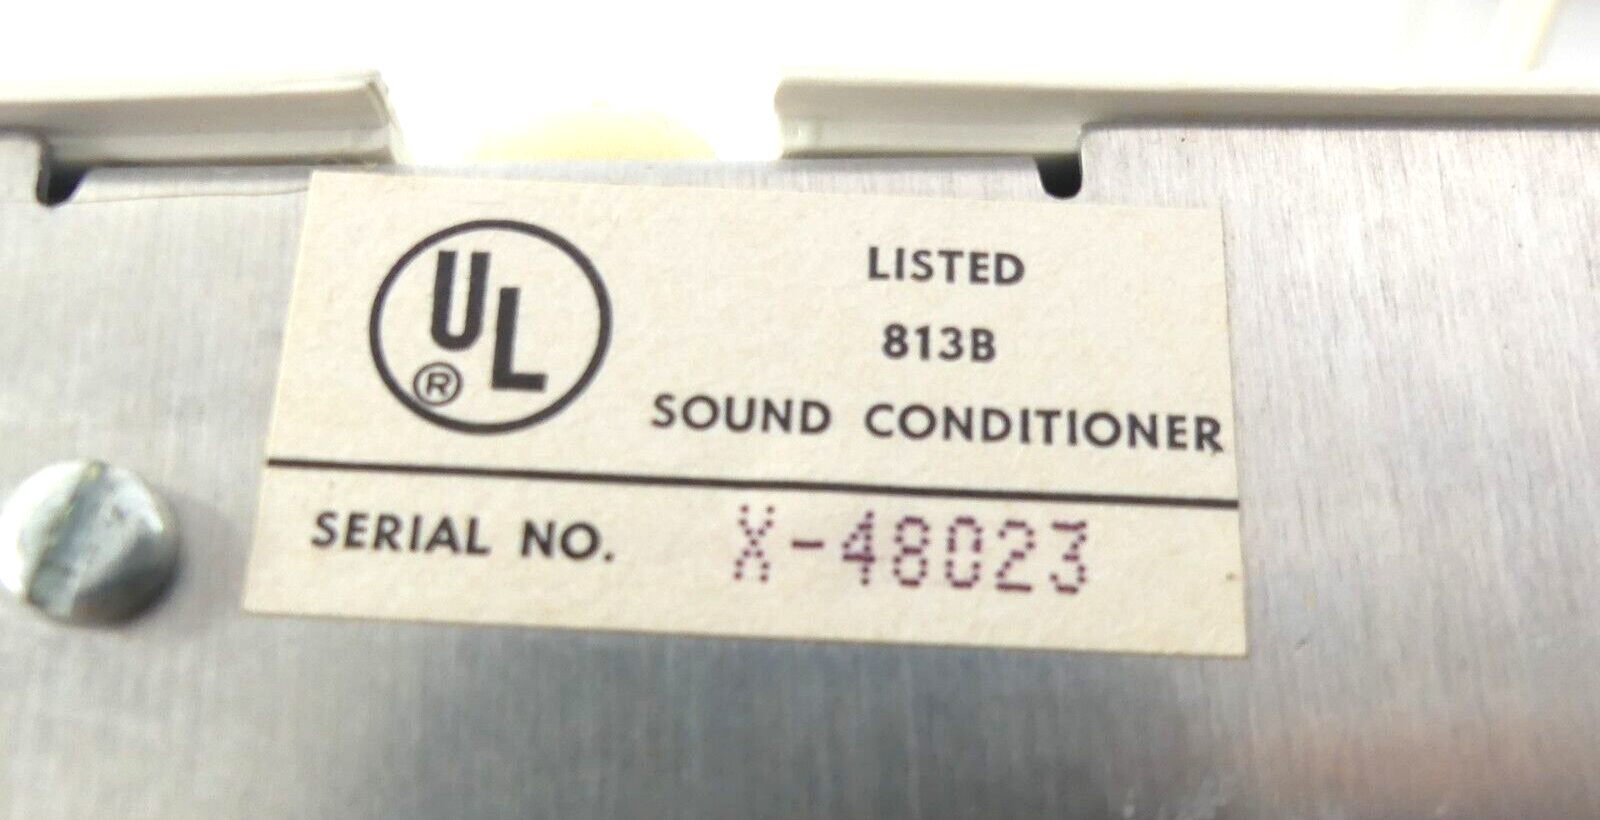 UL
®
LISTED
813B
SOUND CONDITIONER
SERIAL NO. X-48023